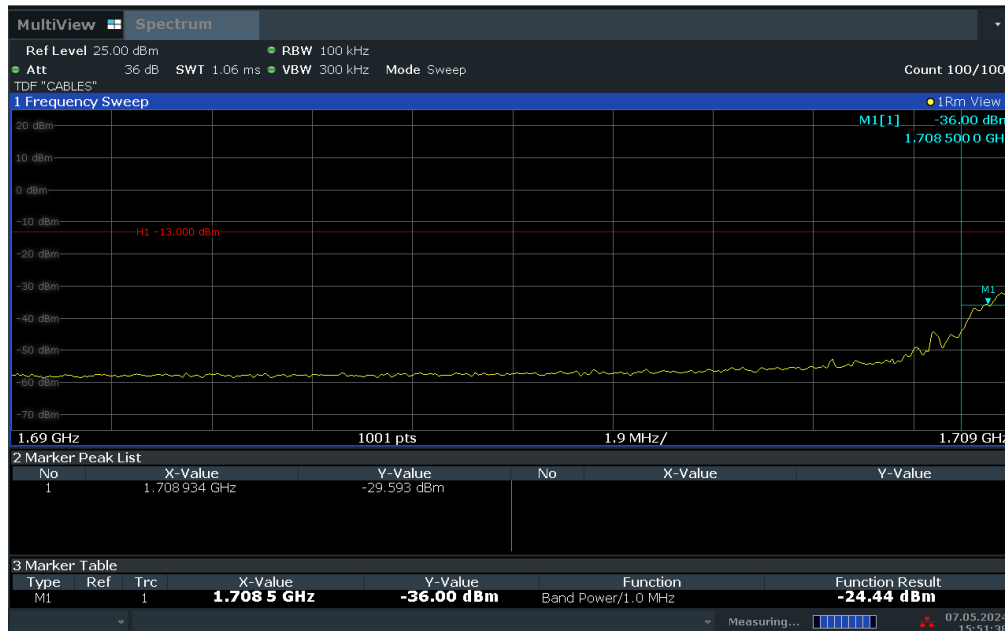 MultiView Spectrum
Ref Level 25.00 dBm RBW 100 kHz
Att 36 dB SWT 1.06 ms VBW 300 kHz Mode Sweep Count 100/100
TDF "CABLES"
1 Frequency Sweep 1Rm View
M1[1] -36.00 dBm
1.708 500 0 GH
20 dBm
10 dBm
0 dBm
-10 dBm
H1 -13.000 dBm
-20 dBm
-30 dBm
M1
-40 dBm
-50 dBm
-60 dBm
-70 dBm
1.69 GHz 1001 pts 1.9 MHz/ 1.709 GHz
2 Marker Peak List
No X-Value Y-Value No X-Value Y-Value
1 1.708 934 GHz -29.593 dBm
3 Marker Table
Type Ref Trc X-Value Y-Value Function Function Result
M1 1 1.708 5 GHz -36.00 dBm Band Power/1.0 MHz -24.44 dBm
Measuring... 07.05.2024
15:51:38